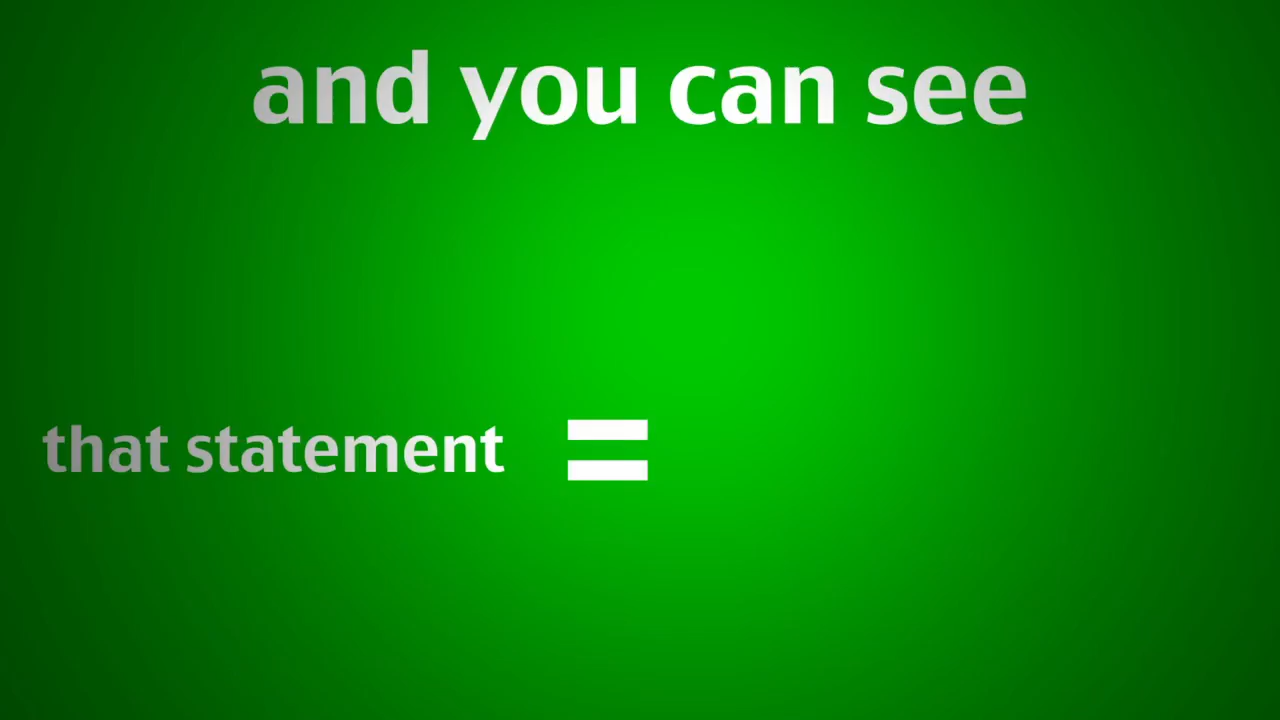 and you can see
that statement =